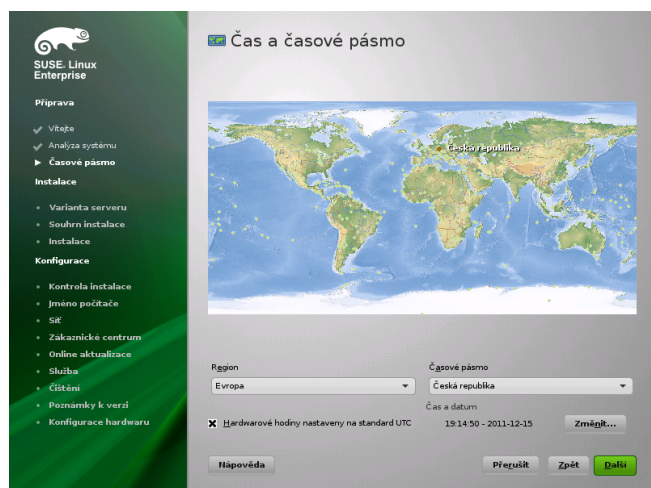 SUSE. Linux
Enterprise
Příprava
Vítejte
Analýza systému
Časové pásmo
Instalace
Varianta serveru
Souhrn instalace
Instalace
Konfigurace
Kontrola instalace
Jméno počítače
Síť
Zákaznické centrum
Online aktualizace
Služba
Čištění
Poznámky k verzi
Konfigurace hardwaru
Čas a časové pásmo
Česká republika
Region
Evropa
Časové pásmo
Česká republika
Hardwarové hodiny nastaveny na standard UTC
Čas a datum
19:14:50 - 2011-12-15
Změnit...
Nápověda
Přerušit
Zpět
Další